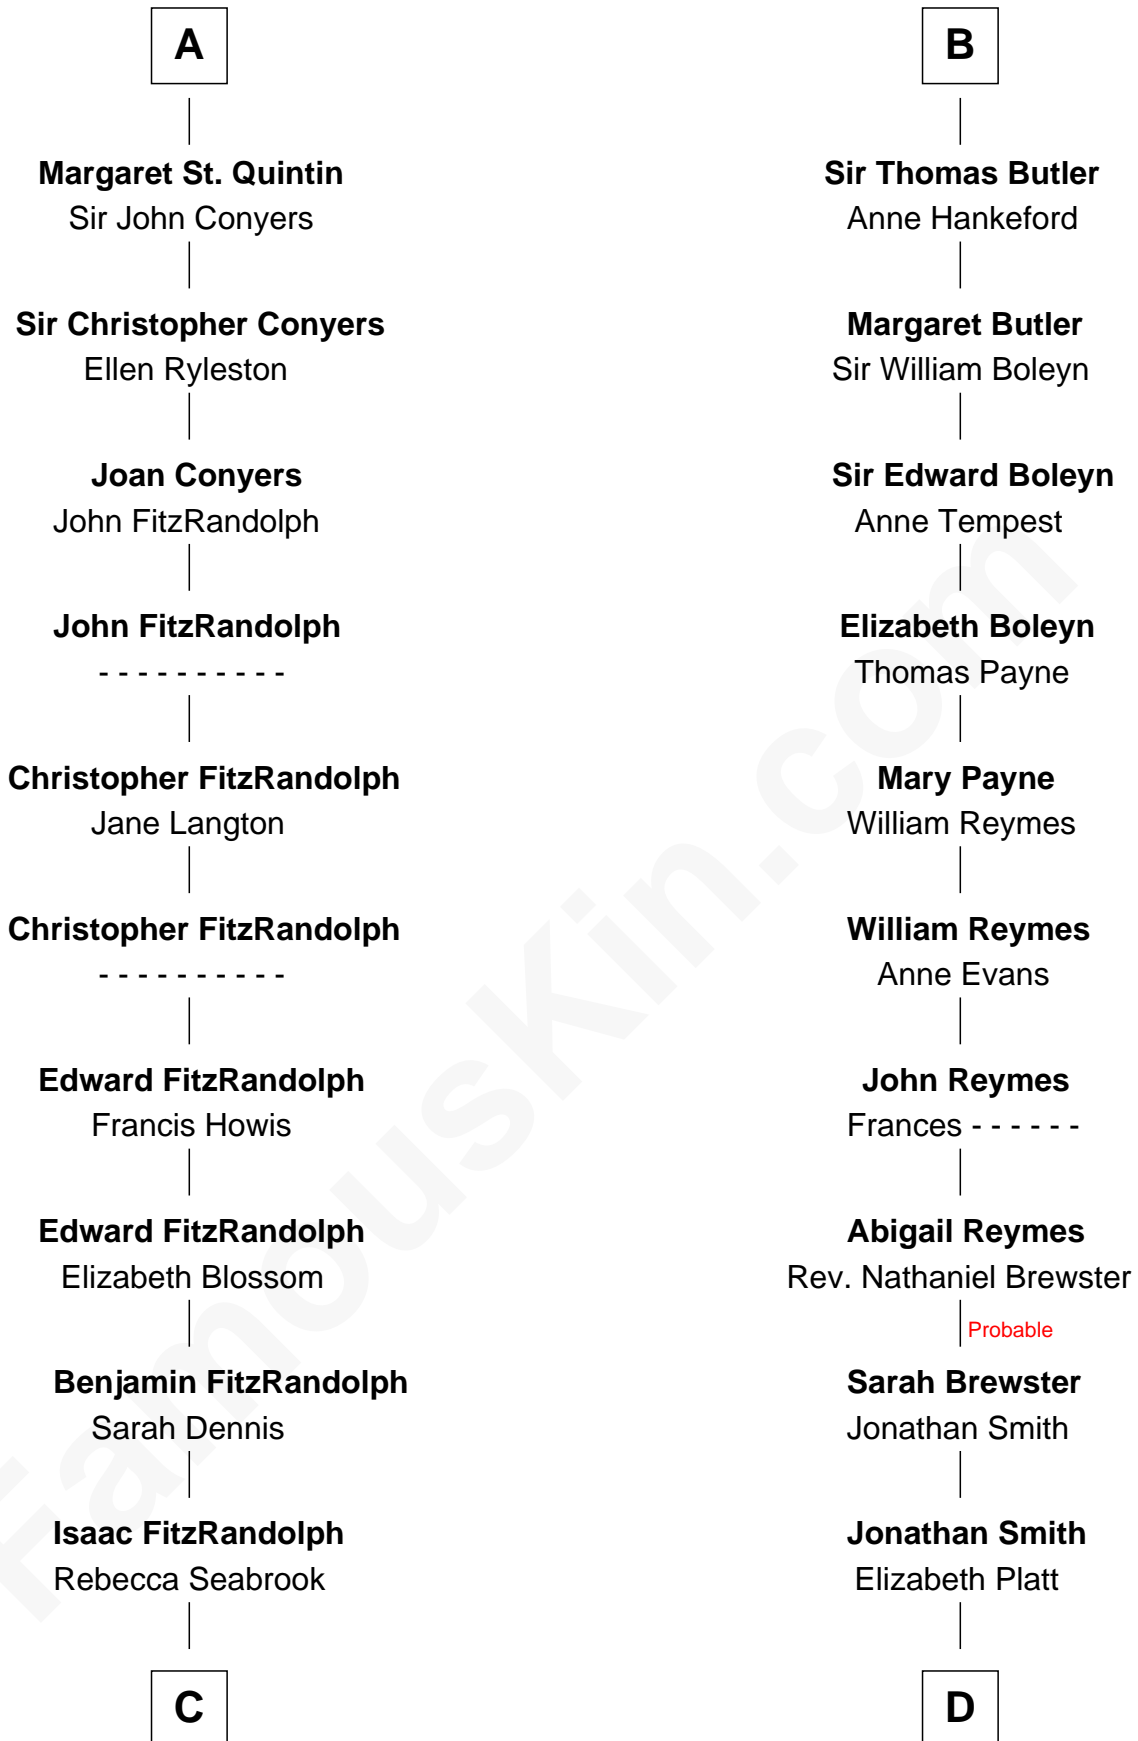 A
Margaret St. Quintin
Sir John Conyers
Sir Christopher Conyers
Ellen Ryleston
Joan Conyers
John FitzRandolph
John FitzRandolph
- - - - - - - - - -
Christopher FitzRandolph
Jane Langton
Christopher FitzRandolph
- - - - - - - - - -
Edward FitzRandolph
Francis Howis
Edward FitzRandolph
Elizabeth Blossom
Benjamin FitzRandolph
Sarah Dennis
Isaac FitzRandolph
Rebecca Seabrook
C
B
Sir Thomas Butler
Anne Hankeford
Margaret Butler
Sir William Boleyn
Sir Edward Boleyn
Anne Tempest
Elizabeth Boleyn
Thomas Payne
Mary Payne
William Reymes
William Reymes
Anne Evans
John Reymes
Frances - - - - - -
Abigail Reymes
Rev. Nathaniel Brewster
Probable
Sarah Brewster
Jonathan Smith
Jonathan Smith
Elizabeth Platt
D
FamousKin.com